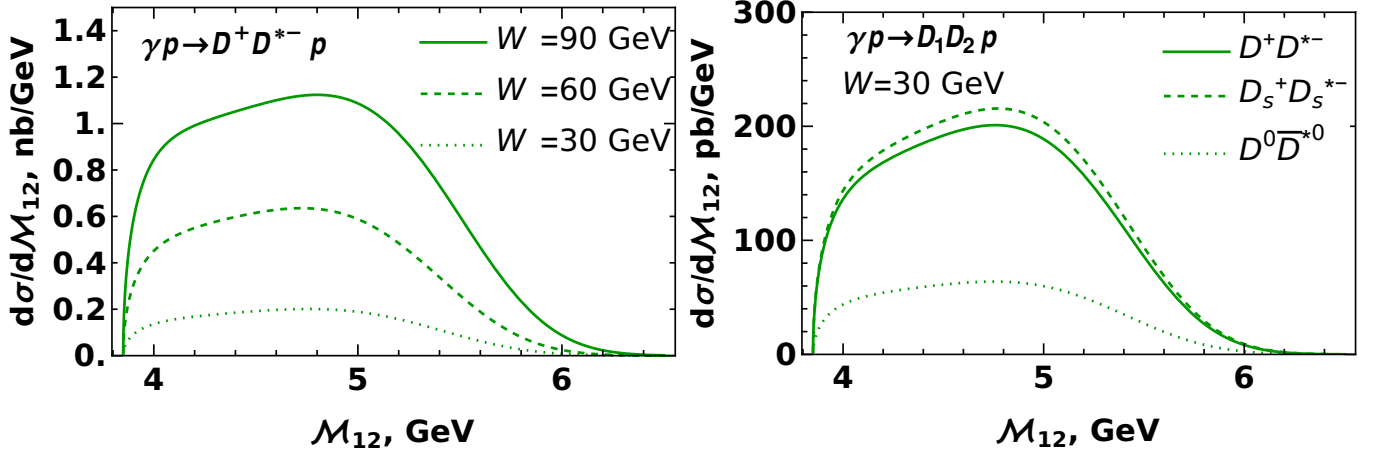 γp→D⁺D*⁻ p
W =90 GeV
W =60 GeV
W =30 GeV
dσ/dℳ₁₂, nb/GeV
1.4
1.2
1.
0.8
0.6
0.4
0.2
0.
4 5 6
ℳ₁₂, GeV
γp→D₁D₂ p
W=30 GeV
D⁺D*⁻
Dₛ⁺Dₛ*⁻
D⁰D̅*⁰
dσ/dℳ₁₂, pb/GeV
300
200
100
0
4 5 6
ℳ₁₂, GeV